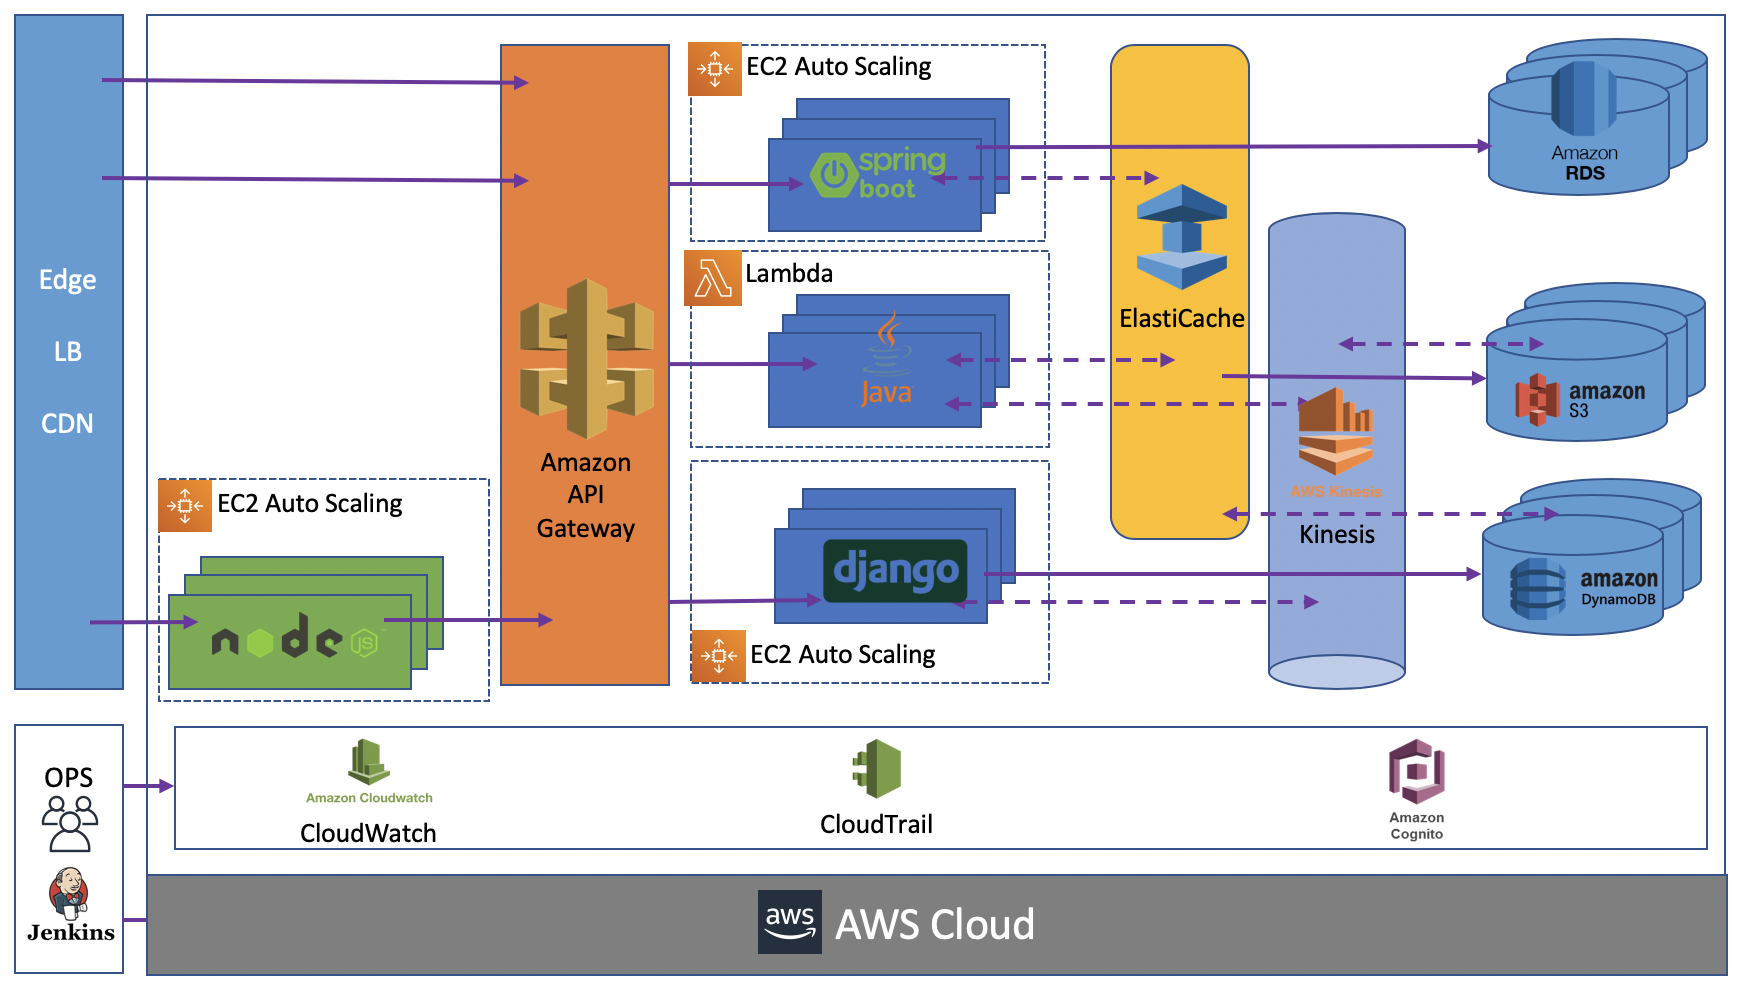 Edge
LB
CDN
EC2 Auto Scaling
node
JS
Amazon
API
Gateway
EC2 Auto Scaling
spring
boot
Lambda
Java
django
EC2 Auto Scaling
ElastiCache
AWS Kinesis
Kinesis
Amazon
RDS
amazon
S3
amazon
DynamoDB
OPS
Jenkins
Amazon Cloudwatch
CloudWatch
CloudTrail
Amazon
Cognito
aws
AWS Cloud